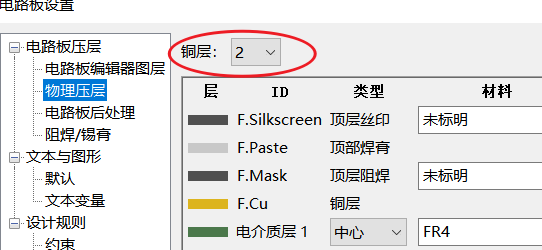 电路板设置
电路板压层
电路板编辑器图层
物理压层
电路板后处理
阻焊/锡膏
文本与图形
默认
文本变量
设计规则
约束
铜层: 2
层 ID 类型 材料
F.Silkscreen 顶层丝印 未标明
F.Paste 顶部焊膏
F.Mask 顶层阻焊 未标明
F.Cu 铜层
电介质层 1 中心 FR4